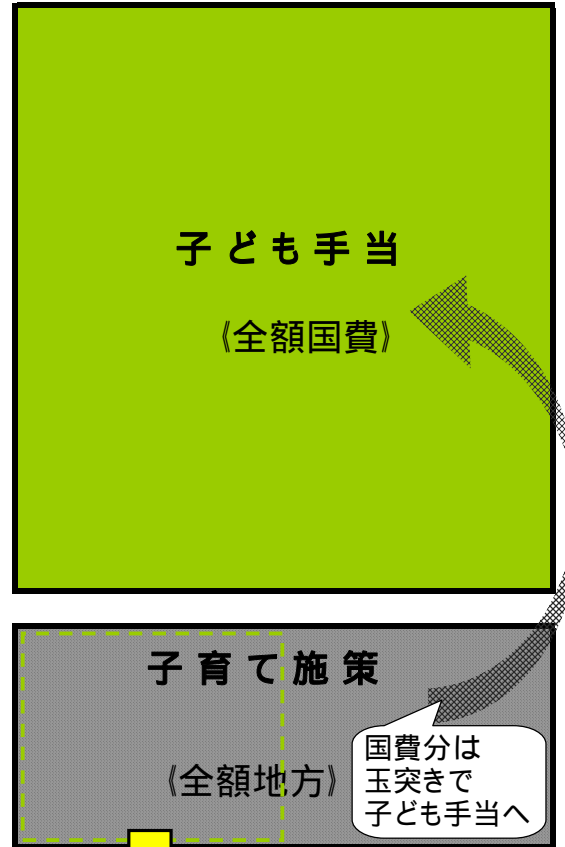 子ども手当
《全額国費》
子育て施策
《全額地方》
国費分は
玉突きで
子ども手当へ